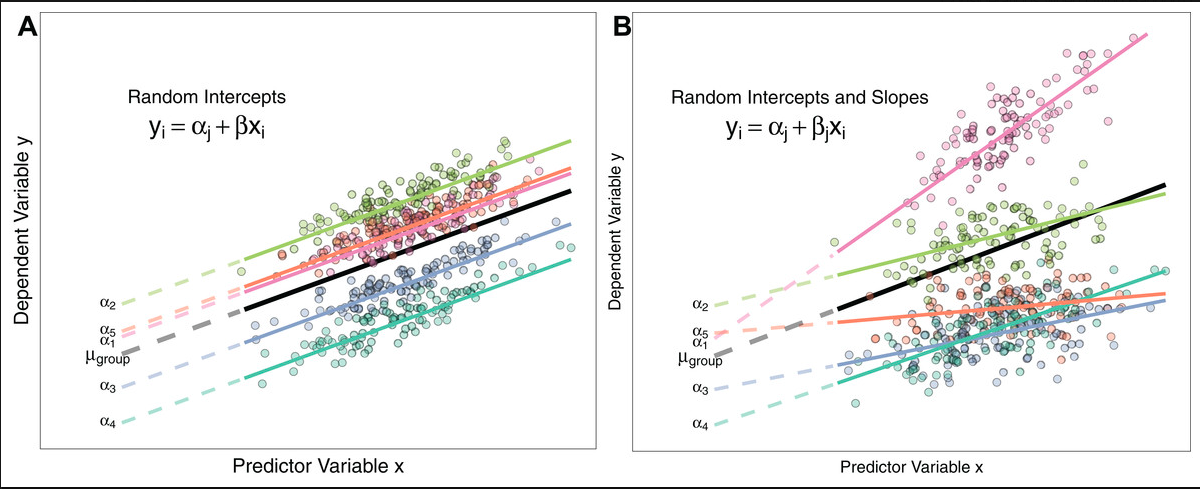 A
Random Intercepts
yᵢ = αⱼ + βxᵢ
Dependent Variable y
α₂
α₅
α₁
μgroup
α₃
α₄
Predictor Variable x
B
Random Intercepts and Slopes
yᵢ = αⱼ + βⱼxᵢ
Dependent Variable y
α₂
α₅
α₁
μgroup
α₃
α₄
Predictor Variable x